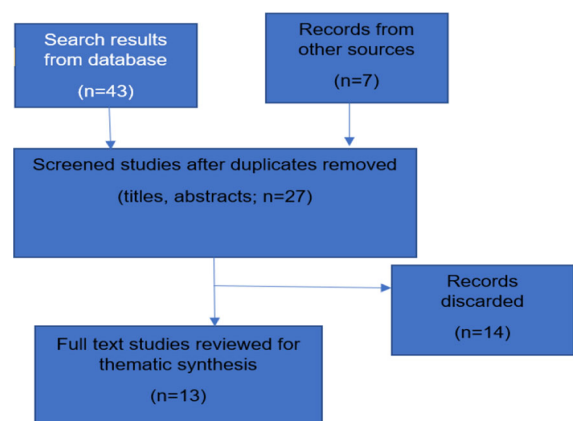 Search results
from database
(n=43)
Records from
other sources
(n=7)
Screened studies after duplicates removed
(titles, abstracts; n=27)
Records
discarded
(n=14)
Full text studies reviewed for
thematic synthesis
(n=13)